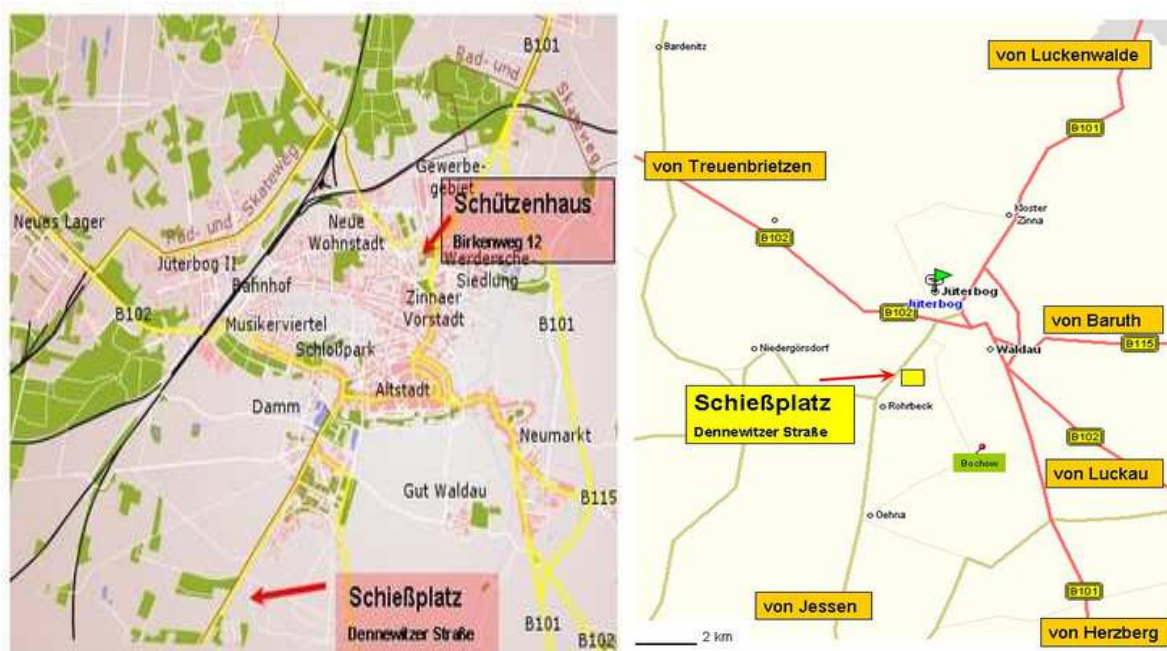 B101
Rad- und
Skateweg
Gewerbe-
gebiet
Schützenhaus
Birkenweg 12
Neues Lager
Rad- und Skateweg
Neue
Wohnstadt
Werdersche
Siedlung
Jüterbog II
Bahnhof
Zinnaer
Vorstadt
B102
Musikerviertel
B101
Schloßpark
Altstadt
Damm
Neumarkt
Gut Waldau
B115
Schießplatz
Dennewitzer Straße
B101
B102
Bardenitz
von Luckenwalde
B101
von Treuenbrietzen
Kloster
Zinna
B102
Jüterbog
Jüterbog
B102
von Baruth
B115
Niedergörsdorf
Waldau
Schießplatz
Dennewitzer Straße
Rohrbeck
B102
Bochow
von Luckau
Oehna
B101
von Jessen
von Herzberg
2 km